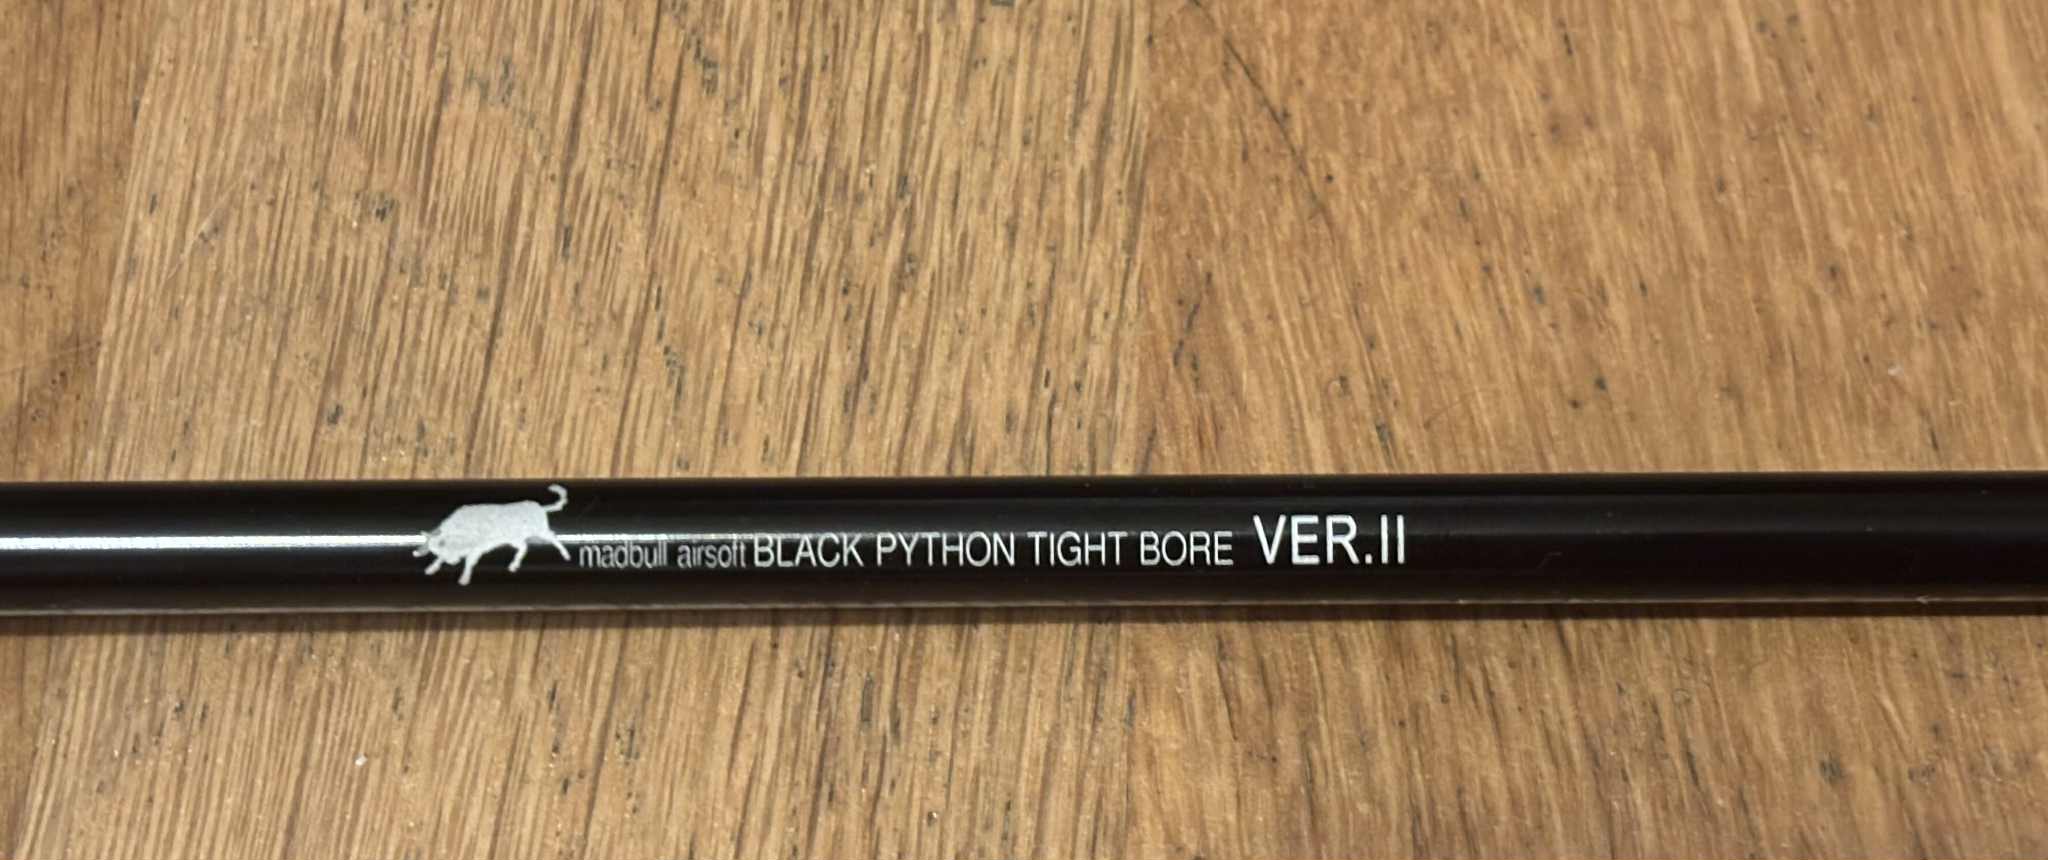 madbull airsoft BLACK PYTHON TIGHT BORE VER.II